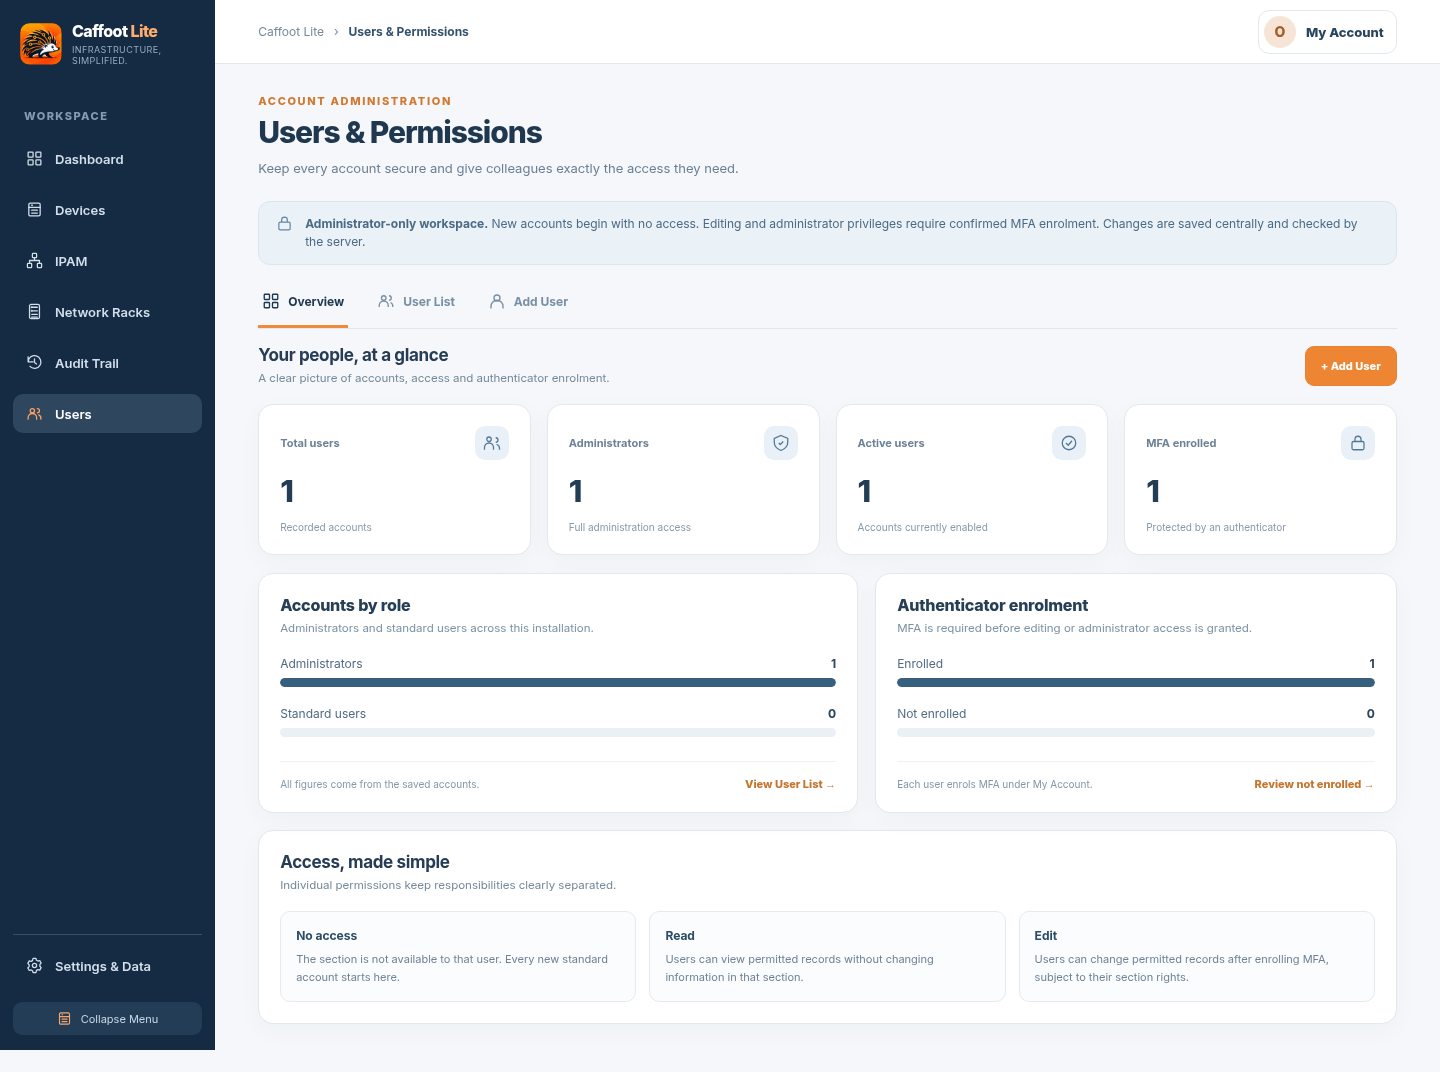 Caffoot Lite
INFRASTRUCTURE,
SIMPLIFIED.
WORKSPACE
Dashboard
Devices
IPAM
Network Racks
Audit Trail
Users
Settings & Data
Collapse Menu
Caffoot Lite › Users & Permissions
O My Account
ACCOUNT ADMINISTRATION
Users & Permissions
Keep every account secure and give colleagues exactly the access they need.
Administrator-only workspace. New accounts begin with no access. Editing and administrator privileges require confirmed MFA enrolment. Changes are saved centrally and checked by
the server.
Overview User List Add User
Your people, at a glance
A clear picture of accounts, access and authenticator enrolment.
+ Add User
Total users
1
Recorded accounts
Administrators
1
Full administration access
Active users
1
Accounts currently enabled
MFA enrolled
1
Protected by an authenticator
Accounts by role
Administrators and standard users across this installation.
Administrators 1
Standard users 0
All figures come from the saved accounts. View User List →
Authenticator enrolment
MFA is required before editing or administrator access is granted.
Enrolled 1
Not enrolled 0
Each user enrols MFA under My Account. Review not enrolled →
Access, made simple
Individual permissions keep responsibilities clearly separated.
No access
The section is not available to that user. Every new standard
account starts here.
Read
Users can view permitted records without changing
information in that section.
Edit
Users can change permitted records after enrolling MFA,
subject to their section rights.